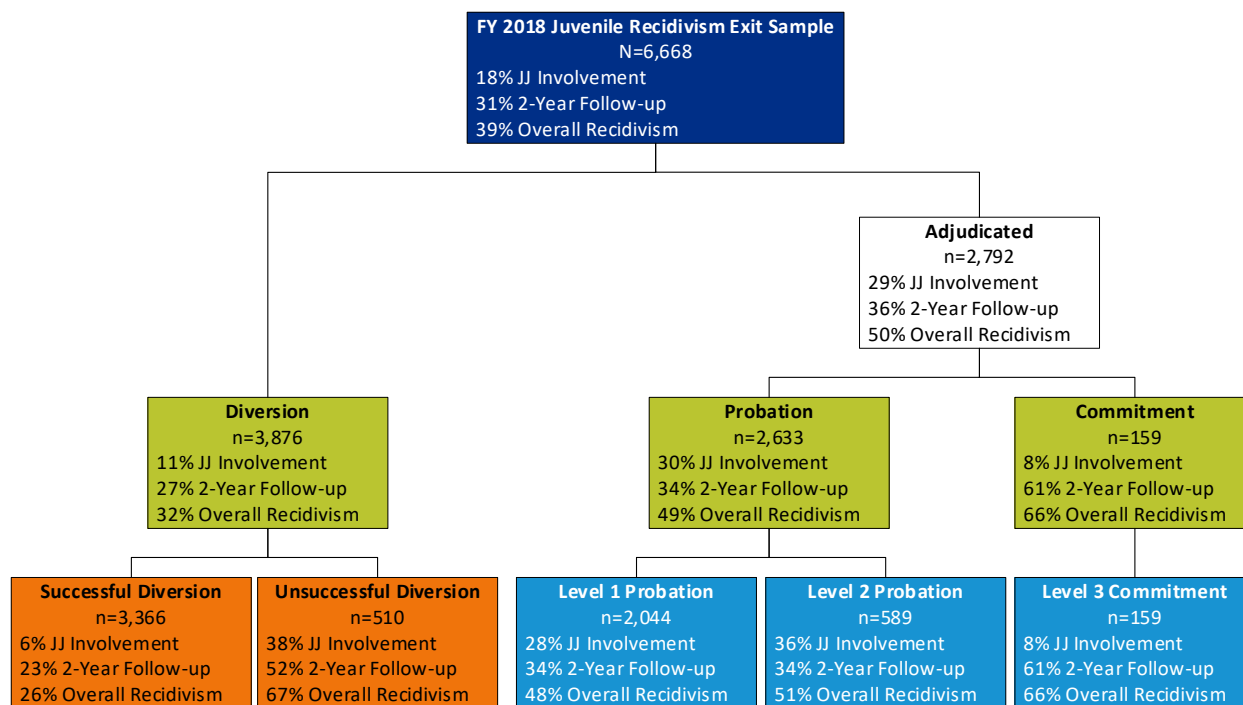 FY 2018 Juvenile Recidivism Exit Sample
N=6,668
18% JJ Involvement
31% 2-Year Follow-up
39% Overall Recidivism
Adjudicated
n=2,792
29% JJ Involvement
36% 2-Year Follow-up
50% Overall Recidivism
Diversion
n=3,876
11% JJ Involvement
27% 2-Year Follow-up
32% Overall Recidivism
Probation
n=2,633
30% JJ Involvement
34% 2-Year Follow-up
49% Overall Recidivism
Commitment
n=159
8% JJ Involvement
61% 2-Year Follow-up
66% Overall Recidivism
Successful Diversion
n=3,366
6% JJ Involvement
23% 2-Year Follow-up
26% Overall Recidivism
Unsuccessful Diversion
n=510
38% JJ Involvement
52% 2-Year Follow-up
67% Overall Recidivism
Level 1 Probation
n=2,044
28% JJ Involvement
34% 2-Year Follow-up
48% Overall Recidivism
Level 2 Probation
n=589
36% JJ Involvement
34% 2-Year Follow-up
51% Overall Recidivism
Level 3 Commitment
n=159
8% JJ Involvement
61% 2-Year Follow-up
66% Overall Recidivism